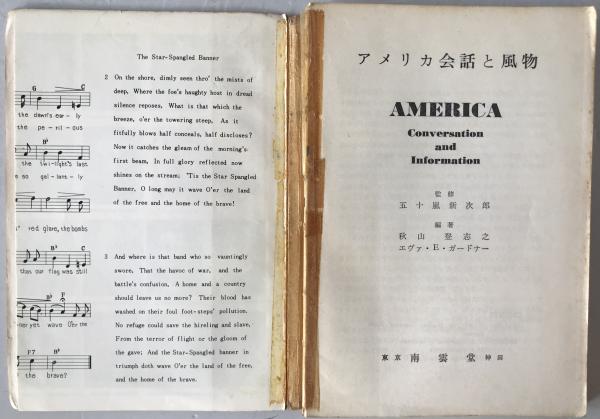 The Star-Spangled Banner
G C
the dawn's ear-ly
the pe-ril-ous
B♭
the twi-light's last
so gal-lant-ly
red glare, the bombs
B♭ C
that our flag was still
B♭ F
yet wave O'er the
F7 B♭
the brave?
2 On the shore, dimly seen thro' the mists of
deep, Where the foe's haughty host in dread
silence reposes, What is that which the
breeze, o'er the towering steep, As it
fitfully blows half conceals, half discloses?
Now it catches the gleam of the morning's
first beam, In full glory reflected now
shines on the stream; 'Tis the Star Spangled
Banner, O long may it wave O'er the land
of the free and the home of the brave!
3 And where is that band who so vauntingly
swore, That the havoc of war, and the
battle's confusion, A home and a country
should leave us no more? Their blood has
washed on their foul foot-steps' pollution.
No refuge could save the hireling and slave,
From the terror of flight or the gloom of
the gave; And the Star-Spangled banner in
triumph doth wave O'er the land of the free,
and the home of the brave.
アメリカ会話と風物
AMERICA
Conversation
and
Information
監修
五十嵐新次郎
編著
秋山登志之
エヴァ・E・ガードナー
東京 南雲堂 神田